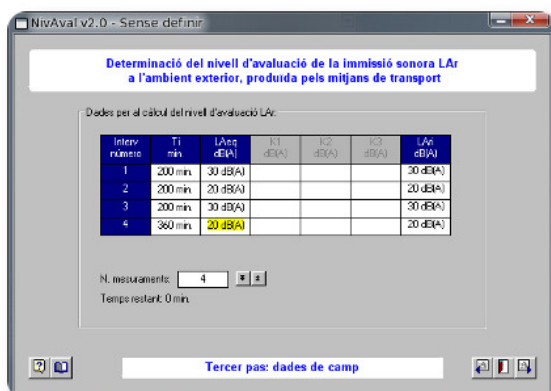 NivAval v2.0 - Sense definir
Determinació del nivell d'avaluació de la immissió sonora LAr
a l'ambient exterior, produïda pels mitjans de transport
Dades per al càlcul del nivell d'avaluació LAr:
Interv número Ti min. LAeq dB(A) K1 dB(A) K2 dB(A) K3 dB(A) LAri dB(A)
1 200 min. 30 dB(A) 30 dB(A)
2 200 min. 20 dB(A) 20 dB(A)
3 200 min. 30 dB(A) 30 dB(A)
4 360 min. 20 dB(A) 20 dB(A)
N. mesuraments: 4
Temps restant: 0 min.
Tercer pas: dades de camp